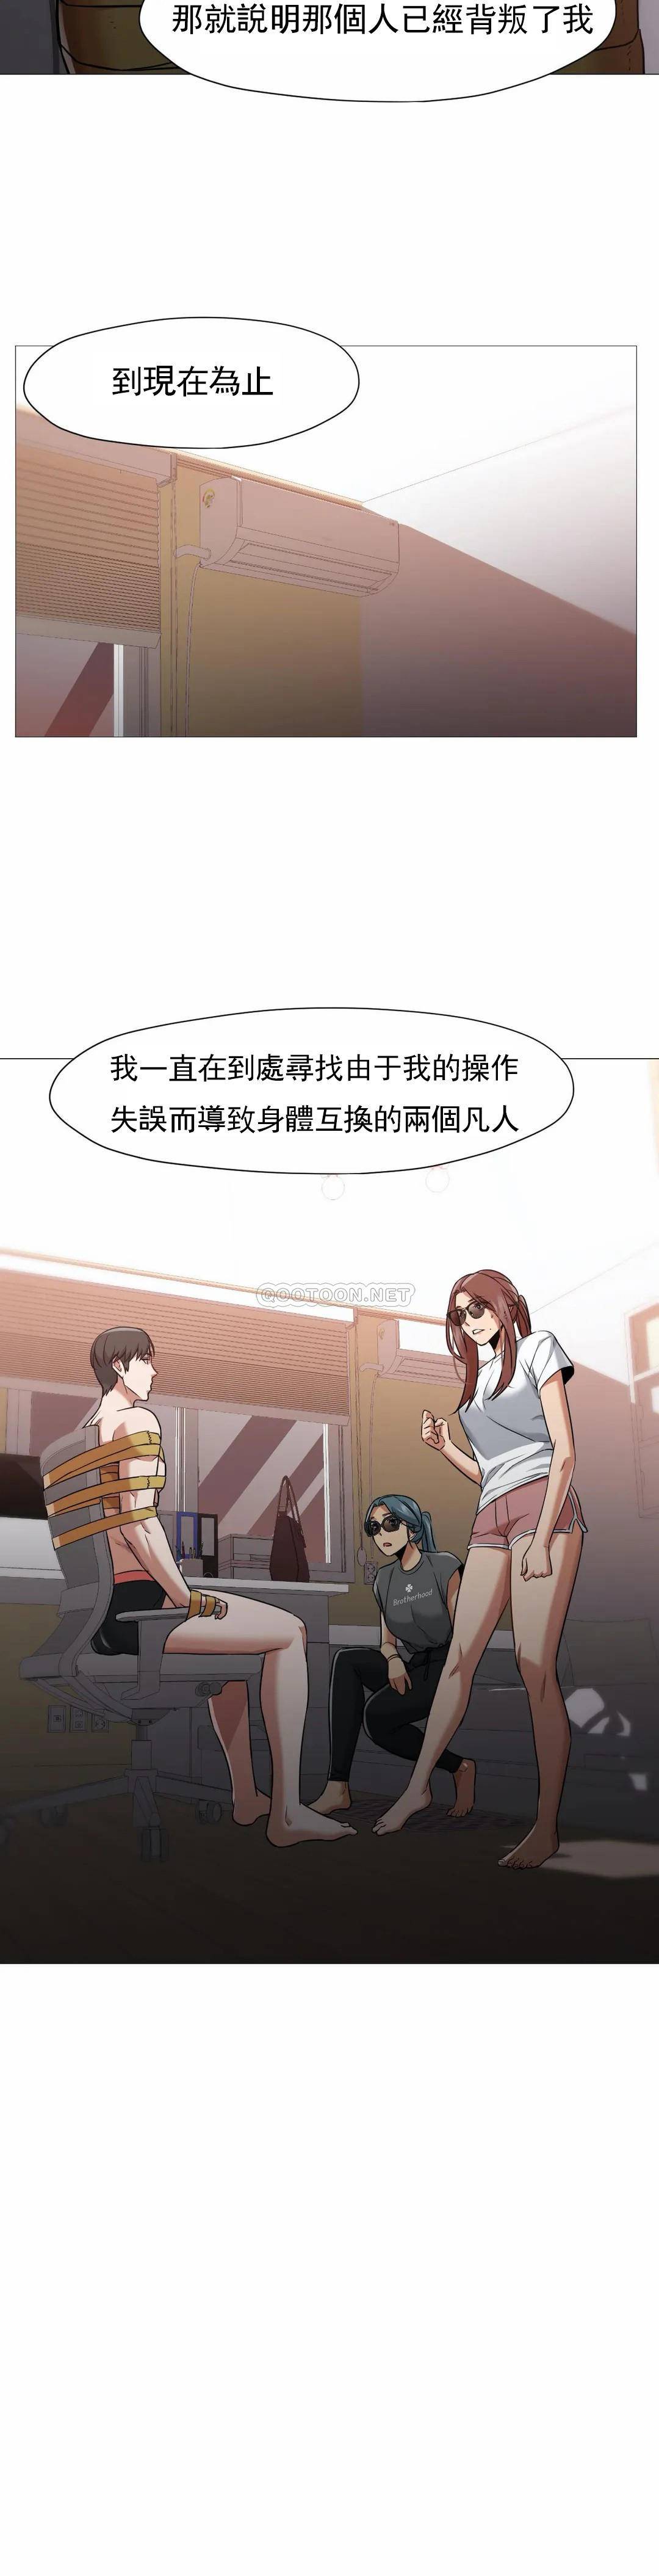 那就說明那個人已經背叛了我
到現在為止
我一直在到處尋找由于我的操作
失誤而導致身體互換的兩個凡人
QOOTOON.NET
Brotherhood